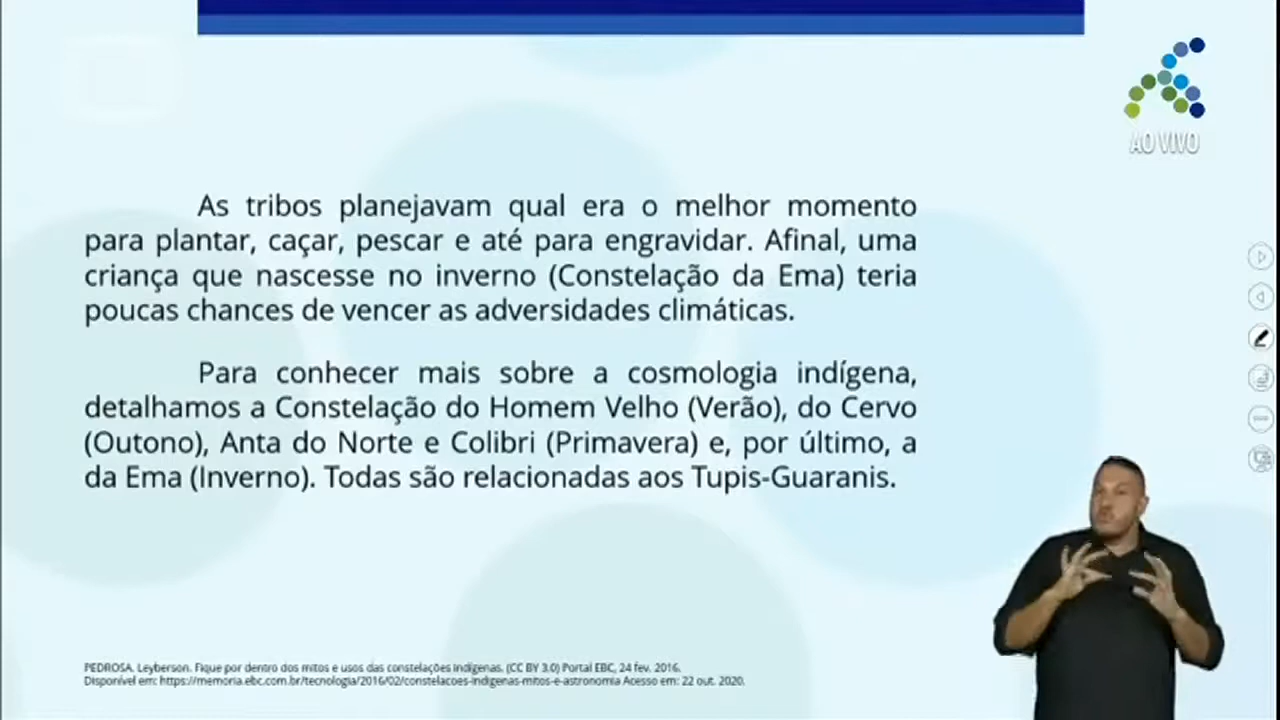 AO VIVO
As tribos planejavam qual era o melhor momento
para plantar, caçar, pescar e até para engravidar. Afinal, uma
criança que nascesse no inverno (Constelação da Ema) teria
poucas chances de vencer as adversidades climáticas.
Para conhecer mais sobre a cosmologia indígena,
detalhamos a Constelação do Homem Velho (Verão), do Cervo
(Outono), Anta do Norte e Colibri (Primavera) e, por último, a
da Ema (Inverno). Todas são relacionadas aos Tupis-Guaranis.
PEDROSA. Leyberson. Fique por dentro dos mitos e usos das constelações indígenas. (CC BY 3.0) Portal EBC, 24 fev. 2016.
Disponível em: https://memoria.ebc.com.br/tecnologia/2016/02/constelacoes-indigenas-mitos-e-astronomia Acesso em: 22 out. 2020.